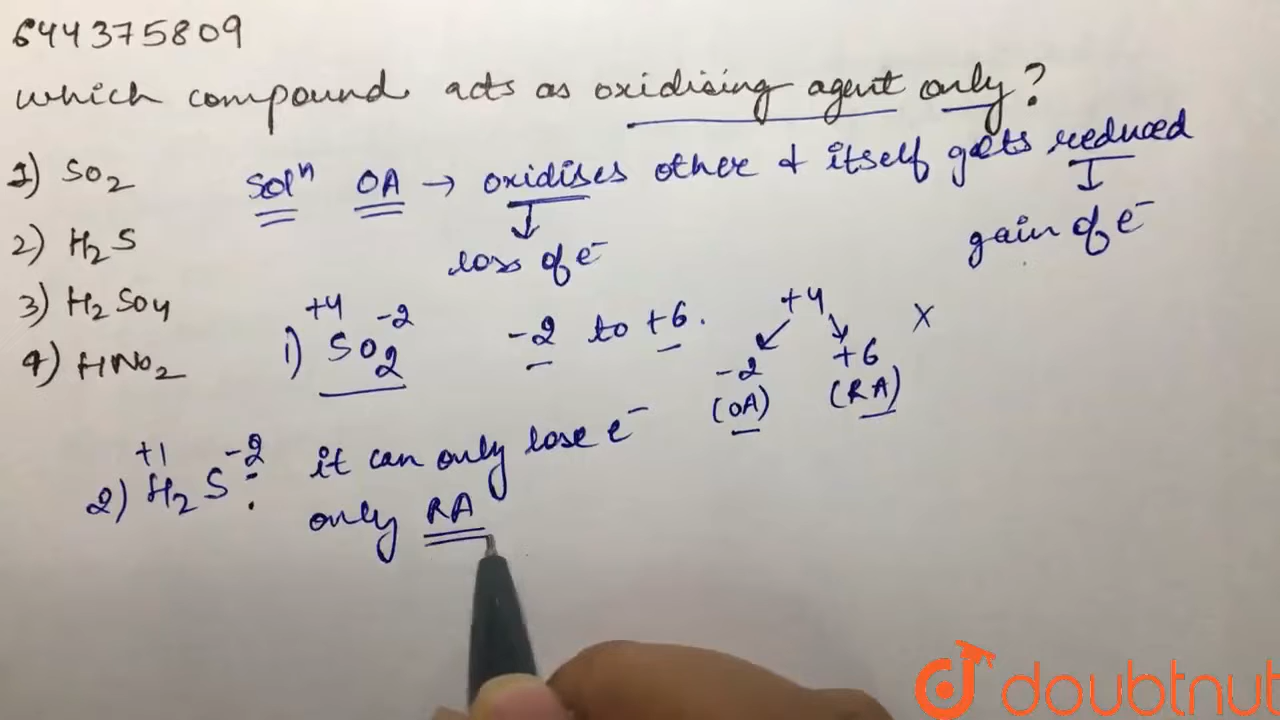 644375809
which compound acts as oxidising agent only?
1) SO2
2) H2S
3) H2SO4
4) HNO2
Solⁿ OA → oxidises other & itself gets reduced
loss of e⁻
gain of e⁻
+4 -2
1) SO2 -2 to +6.
+4 X
-2 +6
(OA) (RA)
+1 -2
2) H2S it can only lose e⁻
only RA
doubtnut